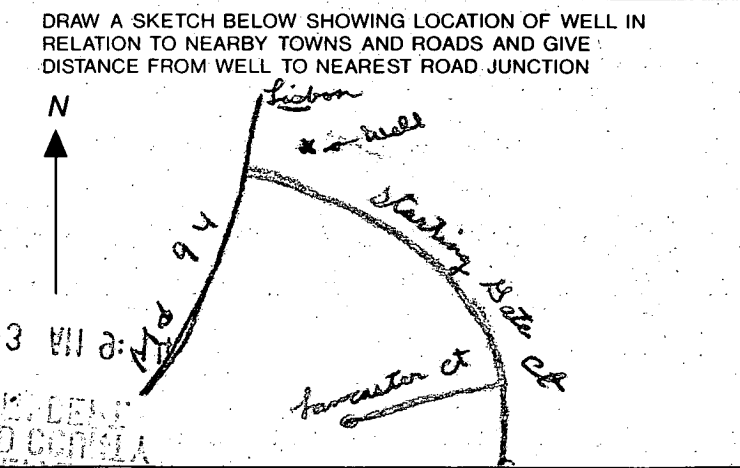 DRAW A SKETCH BELOW SHOWING LOCATION OF WELL IN
RELATION TO NEARBY TOWNS AND ROADS AND GIVE
DISTANCE FROM WELL TO NEAREST ROAD JUNCTION
Lisbon
N
x ← Well
Starting Gate Ct
Md 94
Lancaster Ct